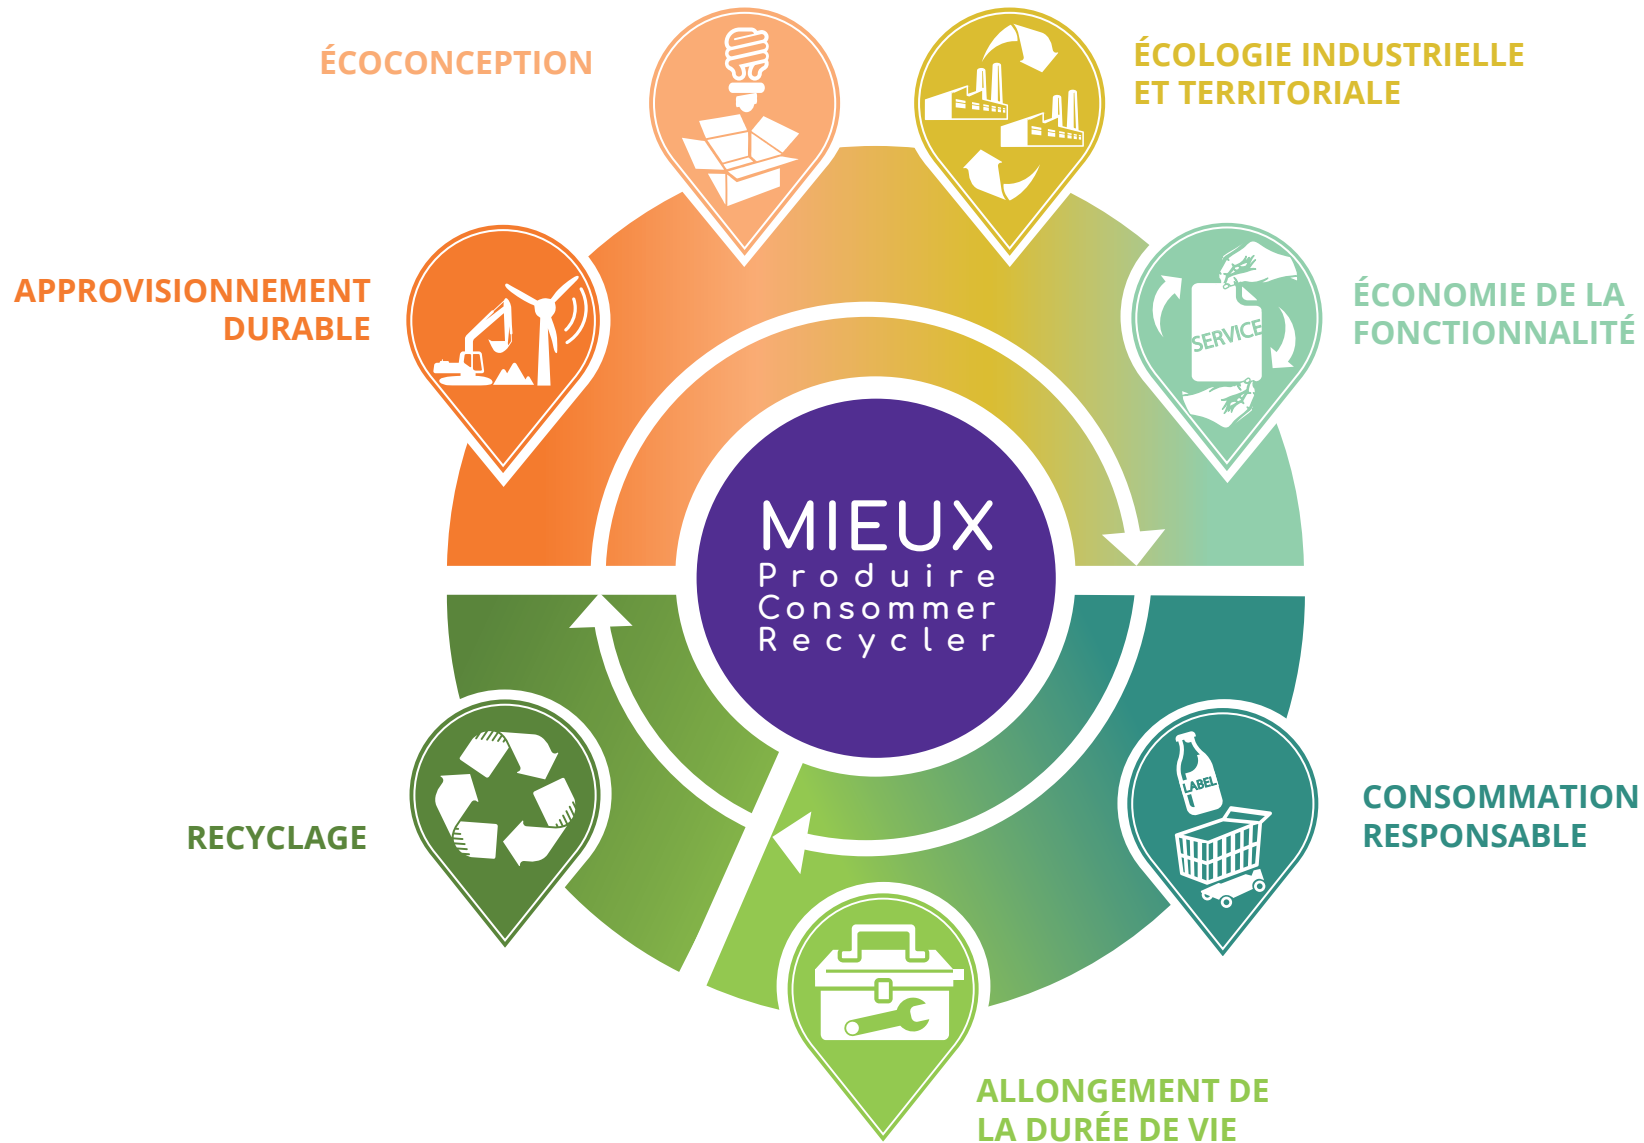 ÉCOCONCEPTION
ÉCOLOGIE INDUSTRIELLE
ET TERRITORIALE
APPROVISIONNEMENT
DURABLE
SERVICE
ÉCONOMIE DE LA
FONCTIONNALITÉ
MIEUX
Produire
Consommer
Recycler
RECYCLAGE
LABEL
CONSOMMATION
RESPONSABLE
ALLONGEMENT DE
LA DURÉE DE VIE